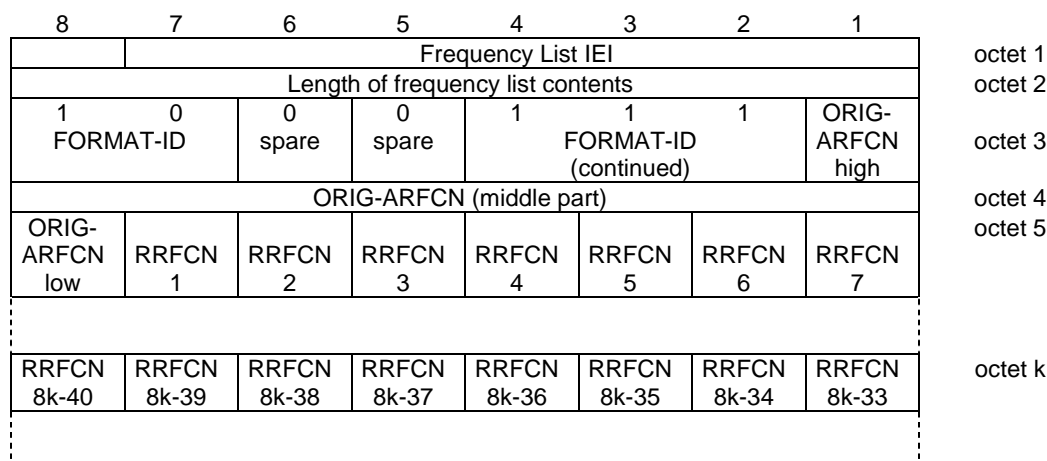 8 7 6 5 4 3 2 1
Frequency List IEI octet 1
Length of frequency list contents octet 2
1 0 0 0 1 1 1 ORIG-
FORMAT-ID spare spare FORMAT-ID ARFCN octet 3
(continued) high
ORIG-ARFCN (middle part) octet 4
ORIG- octet 5
ARFCN RRFCN RRFCN RRFCN RRFCN RRFCN RRFCN RRFCN
low 1 2 3 4 5 6 7
RRFCN RRFCN RRFCN RRFCN RRFCN RRFCN RRFCN RRFCN octet k
8k-40 8k-39 8k-38 8k-37 8k-36 8k-35 8k-34 8k-33